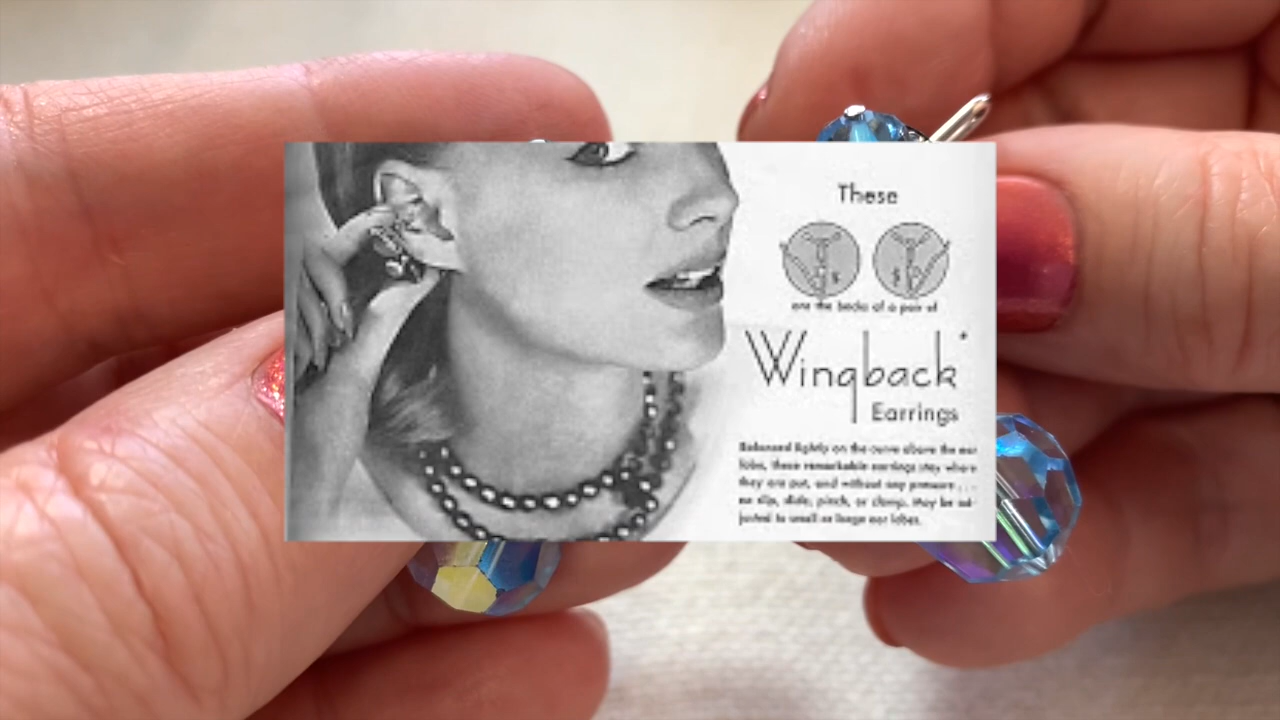 These
are the backs of a pair of
Wingback*
Earrings
Balanced lightly on the curve above the ear
lobe, these remarkable earrings stay where
they are put, and without any pressure . . .
no slip, slide, pinch, or clamp. May be ad-
justed to small or large ear lobes.